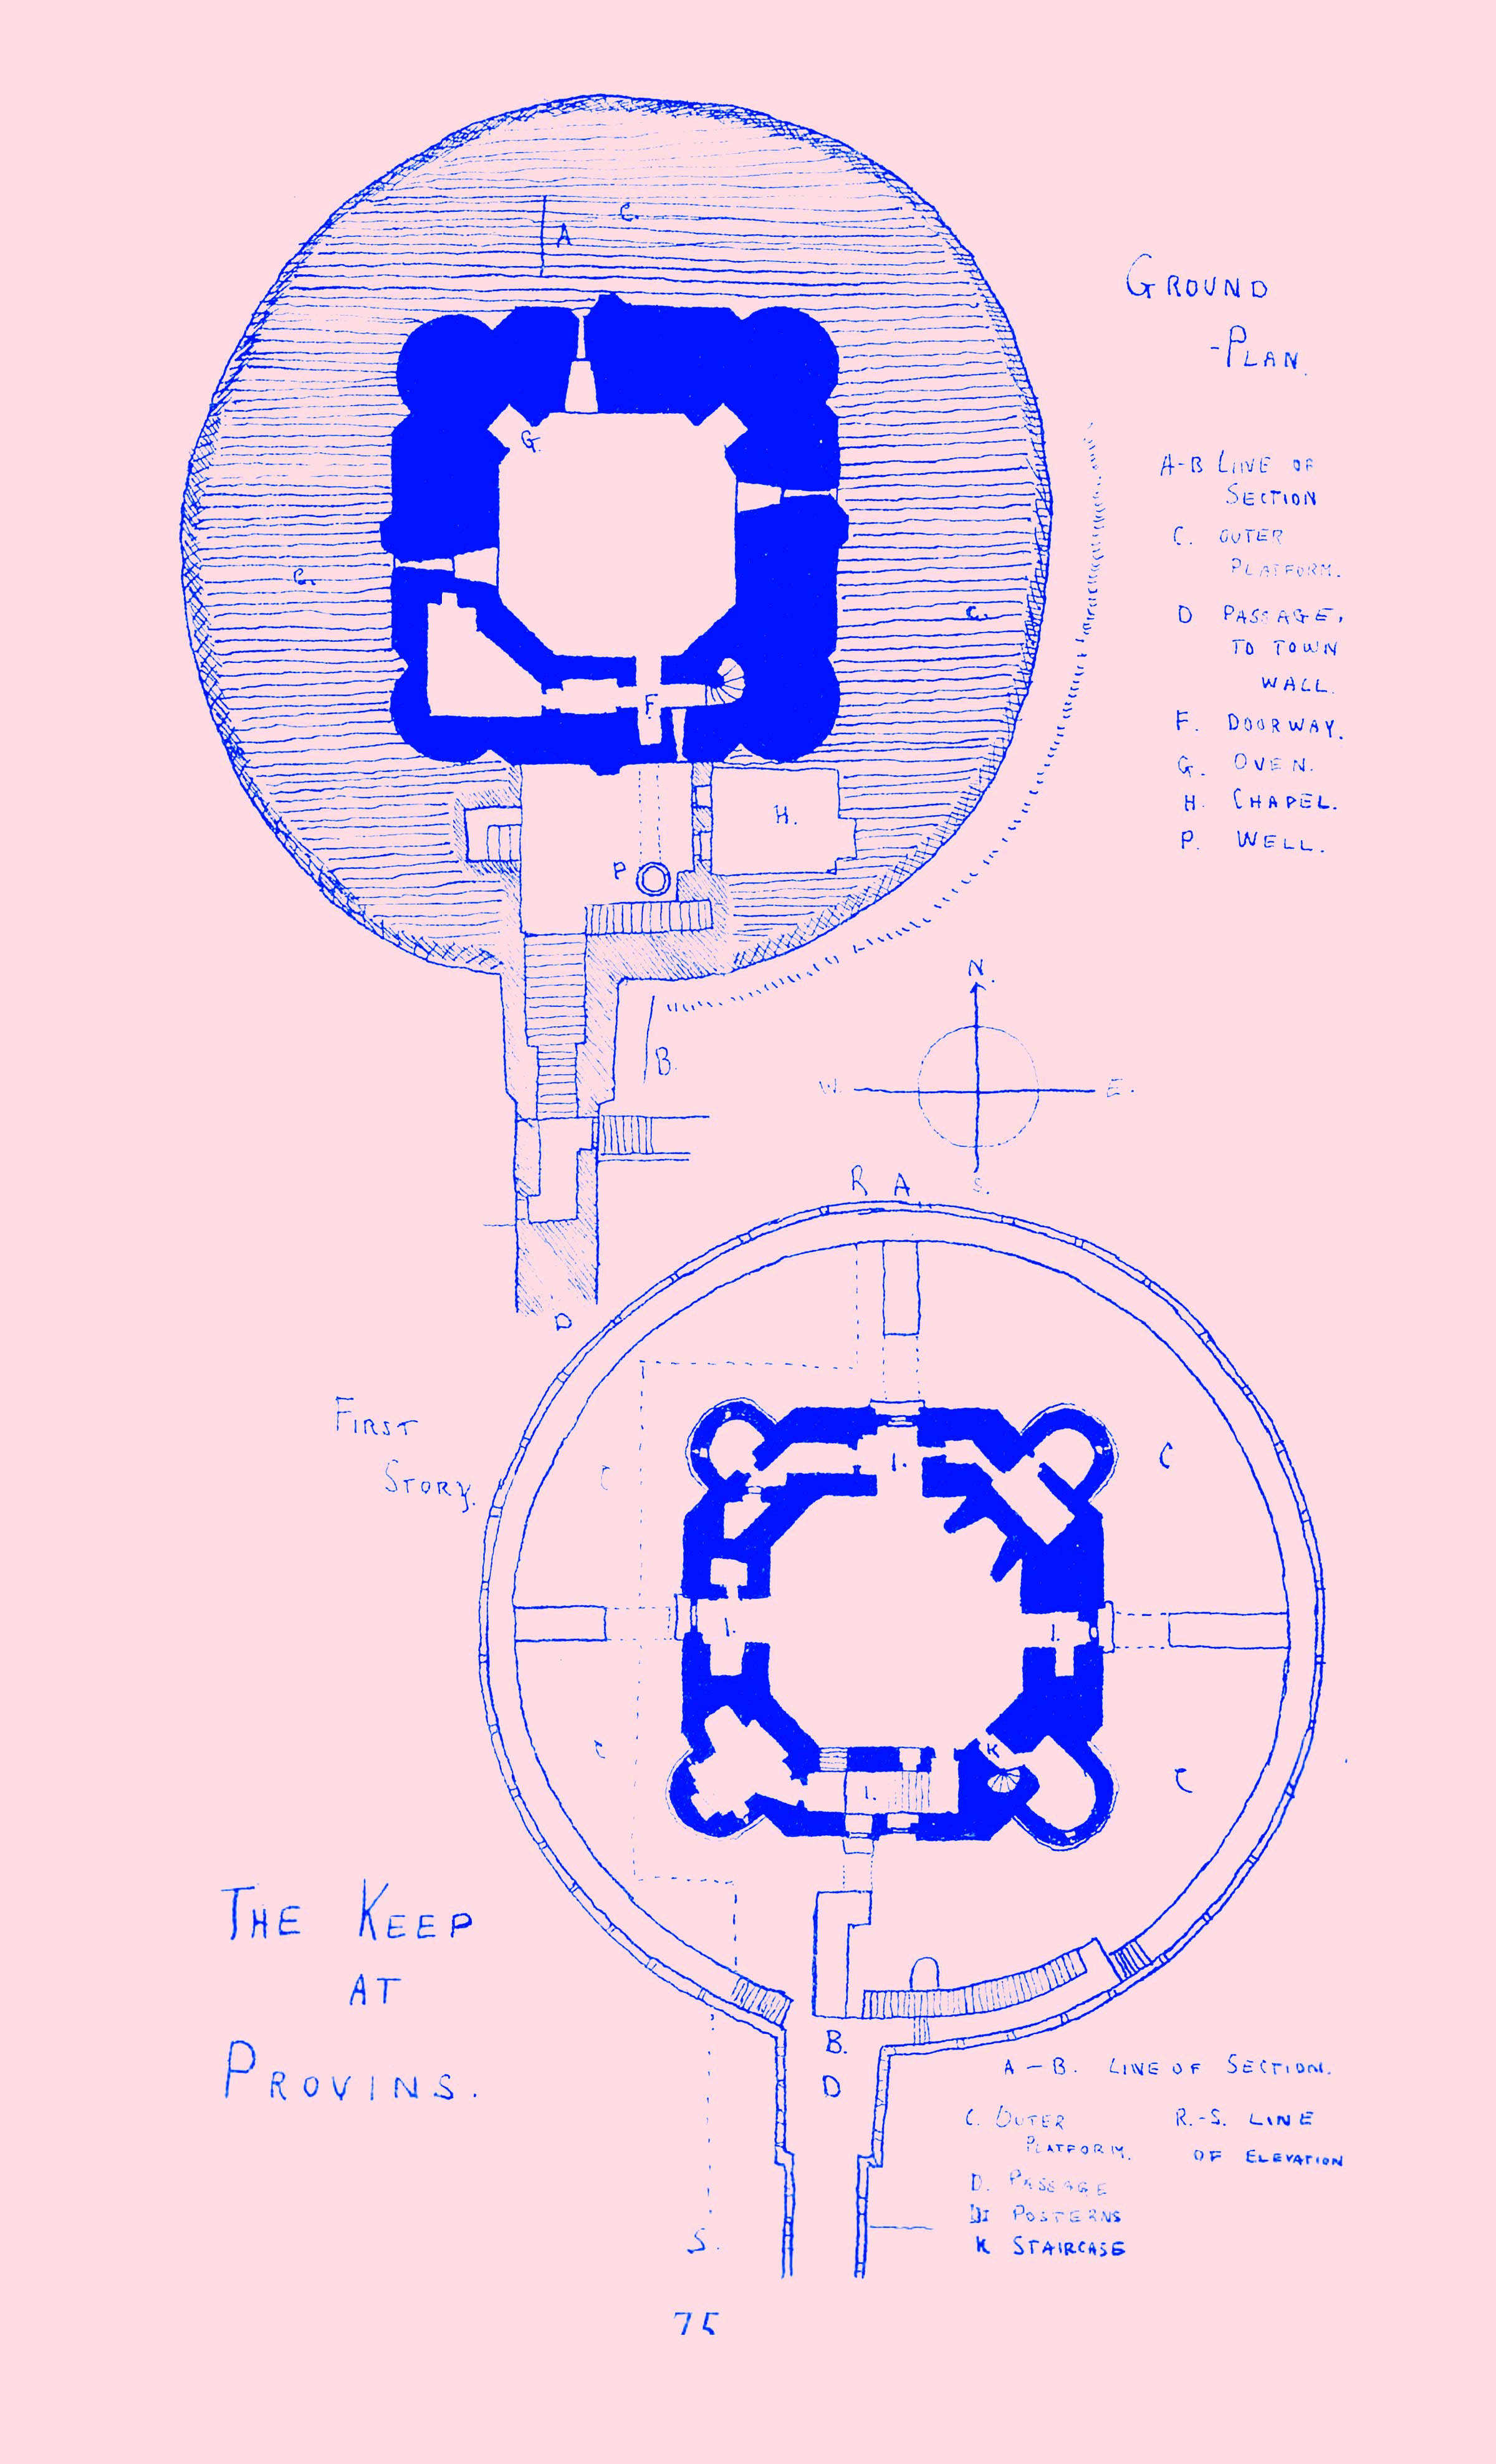 GROUND
-PLAN.
A
C.
A-B LINE OF
SECTION
C. OUTER
PLATFORM.
D PASSAGE,
TO TOWN
WALL.
F. DOORWAY.
G. OVEN.
H. CHAPEL.
P. WELL.
G.
C.
C.
F.
H.
P
B.
D
N.
W.
E.
S.
R A
FIRST
STORY.
C
C
I.
I.
I.
C
C
K
I.
THE KEEP
AT
PROVINS.
B.
D
S.
A-B. LINE OF SECTION.
C. OUTER
PLATFORM.
R.-S. LINE
OF ELEVATION
D. PASSAGE
POSTERNS
K STAIRCASE
75